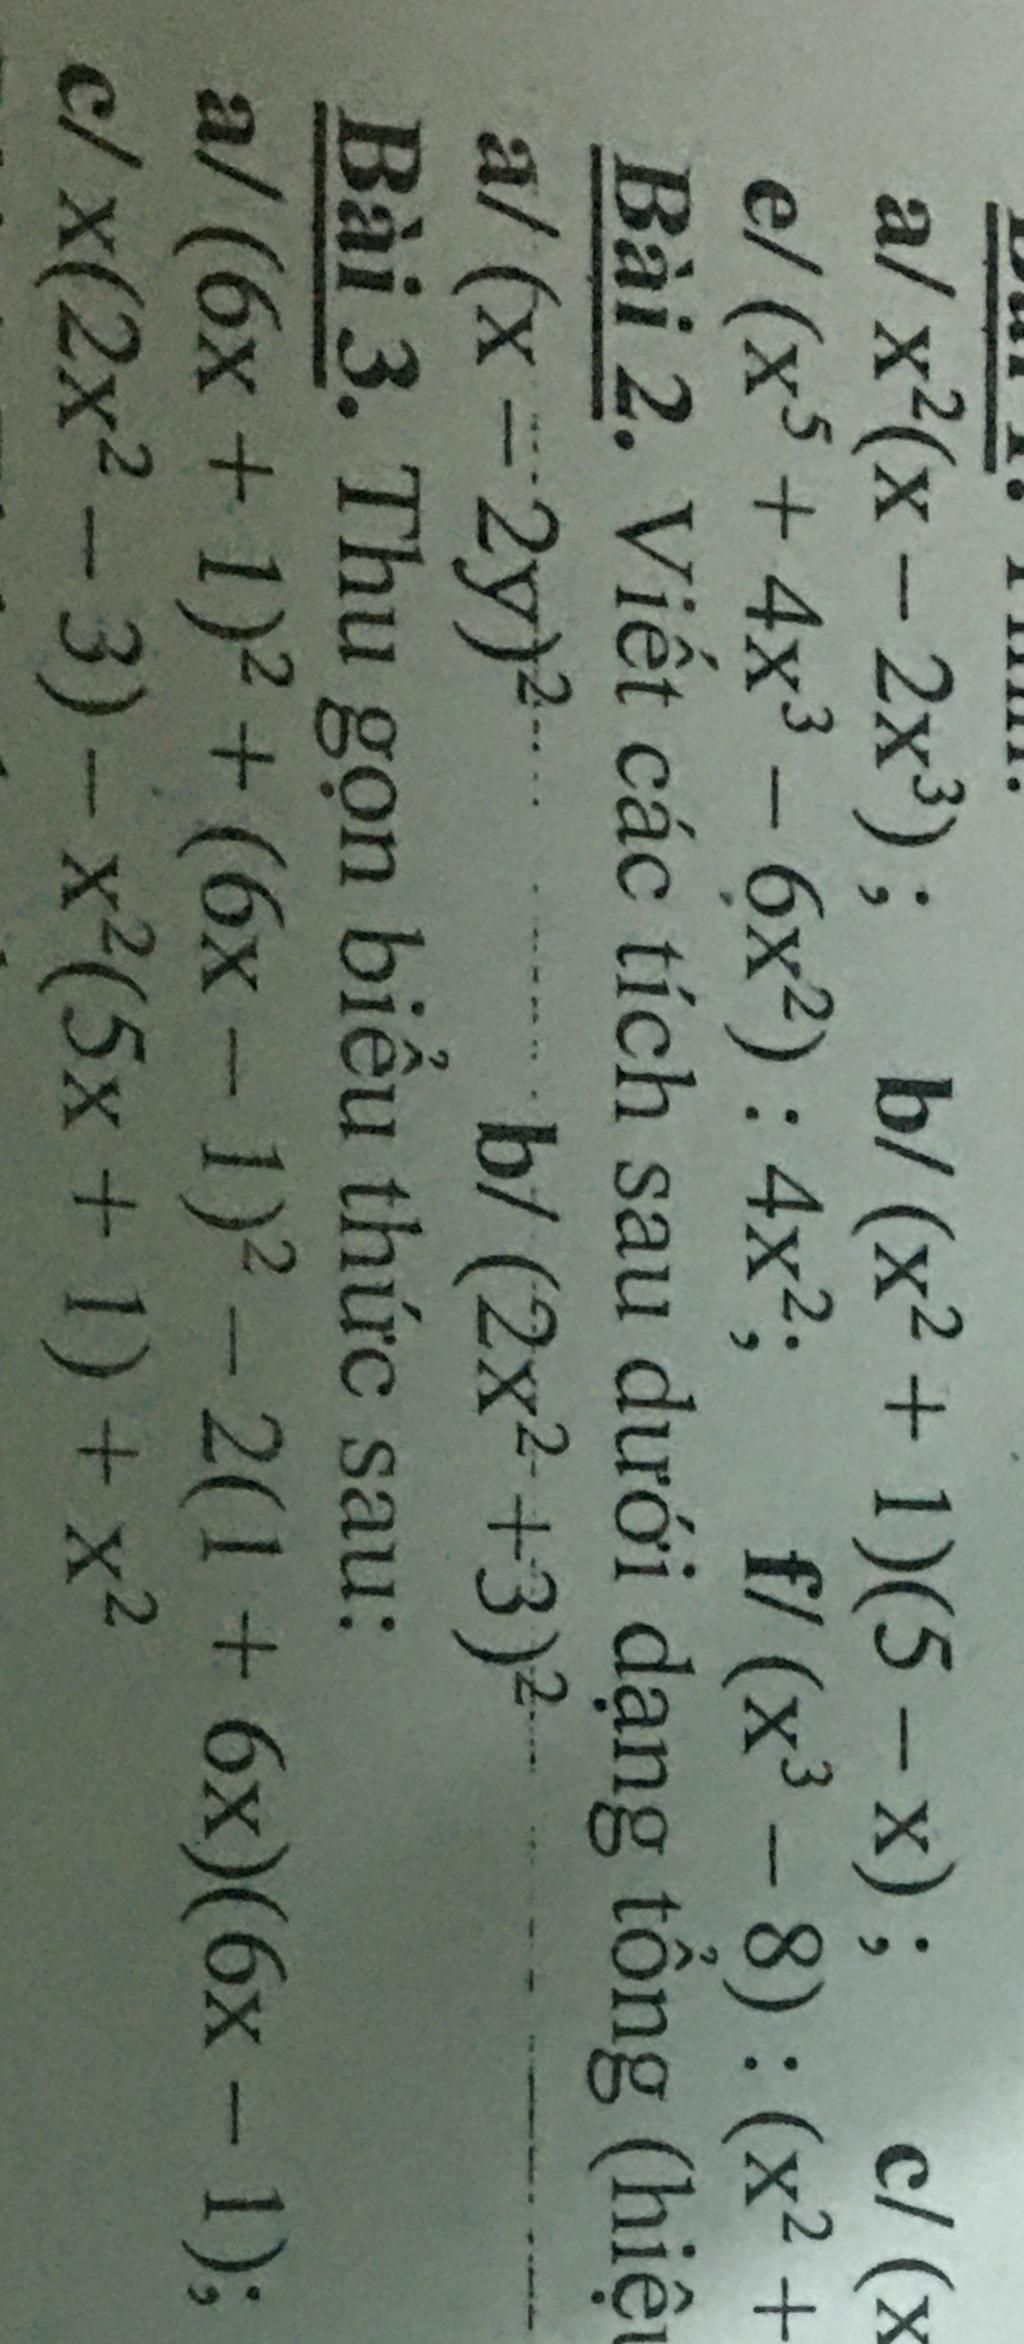 a/ x²(x – 2x³) ; b/ (x² + 1)(5 – x) ; c/ (x
e/ (x⁵ + 4x³ – 6x²) : 4x²; f/ (x³ – 8) : (x² +
Bài 2. Viết các tích sau dưới dạng tổng (hiệu
a/ (x – 2y)² b/ (2x² +3)²
Bài 3. Thu gọn biểu thức sau:
a/ (6x + 1)² + (6x – 1)² – 2(1 + 6x)(6x – 1);
c/ x(2x² – 3) – x²(5x + 1) + x²